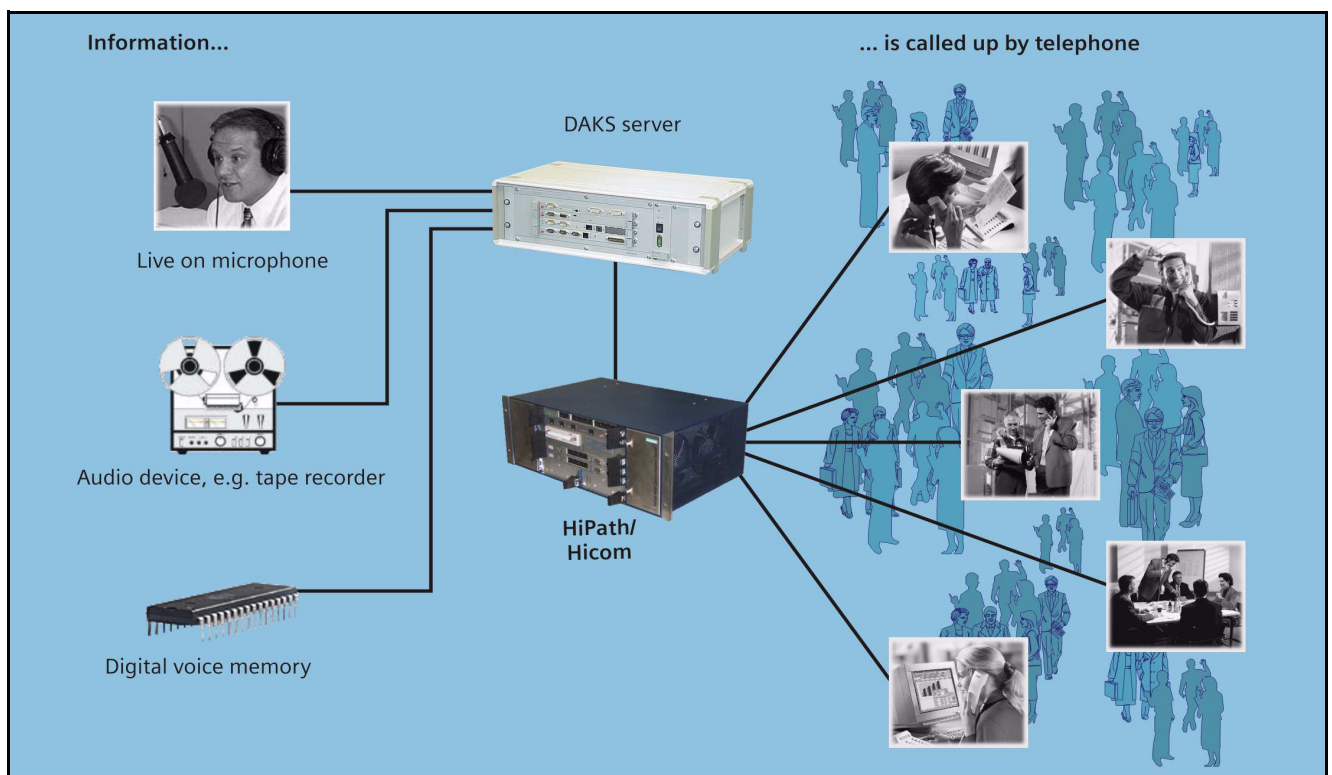 Information...
... is called up by telephone
DAKS server
Live on microphone
Audio device, e.g. tape recorder
HiPath/
Hicom
Digital voice memory